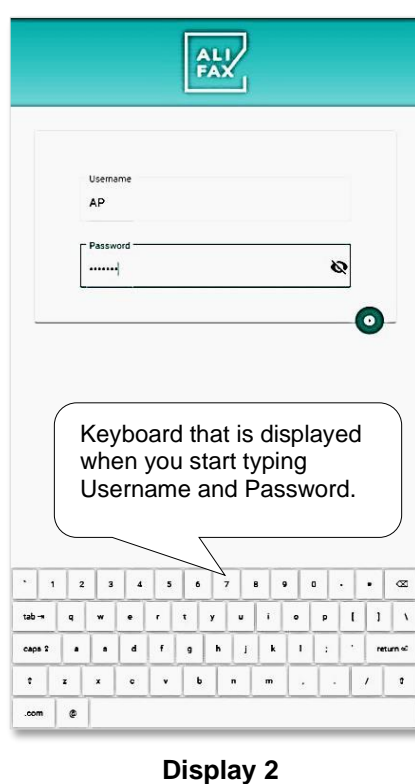 ALI
FAX
Username
AP
Password
•••••••
Keyboard that is displayed
when you start typing
Username and Password.
` 1 2 3 4 5 6 7 8 9 0 . •
tab q w e r t y u i o p [ ] \
caps a s d f g h j k l ; ' return
z x c v b n m , . /
.com @
Display 2